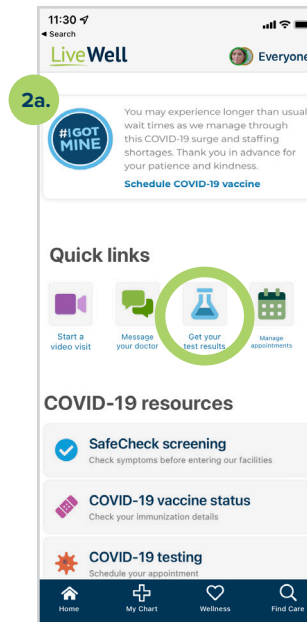 11:30
Search
LiveWell
Everyone
2a.
#IGOT
MINE
You may experience longer than usual
wait times as we manage through
this COVID-19 surge and staffing
shortages. Thank you in advance for
your patience and kindness.
Schedule COVID-19 vaccine
Quick links
Start a
video visit
Message
your doctor
Get your
test results
Manage
appointments
COVID-19 resources
SafeCheck screening
Check symptoms before entering our facilities
COVID-19 vaccine status
Check your immunization details
COVID-19 testing
Schedule your appointment
Home
My Chart
Wellness
Find Care